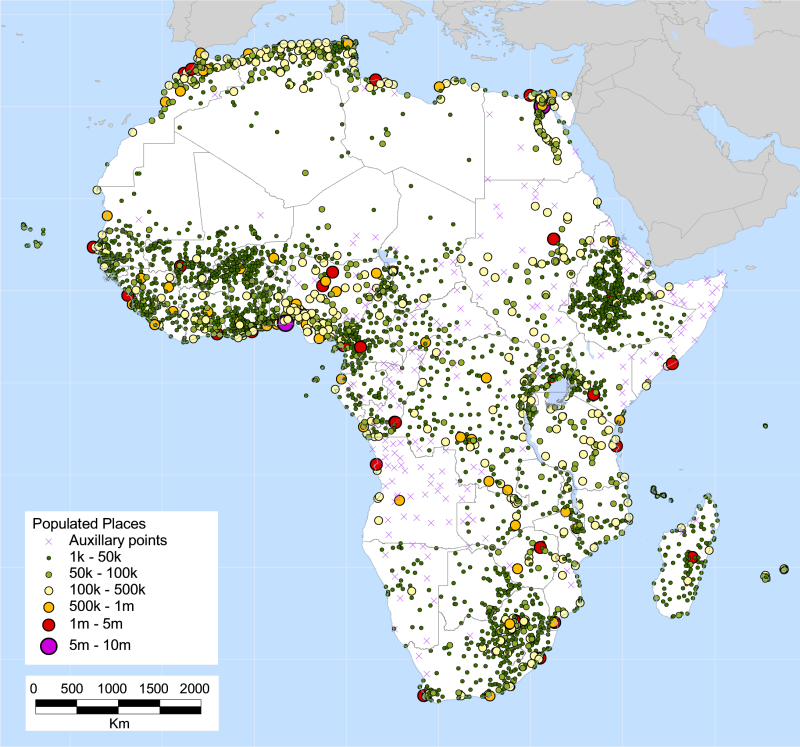 Populated Places
Auxillary points
1k - 50k
50k - 100k
100k - 500k
500k - 1m
1m - 5m
5m - 10m
0 500 1000 1500 2000
Km